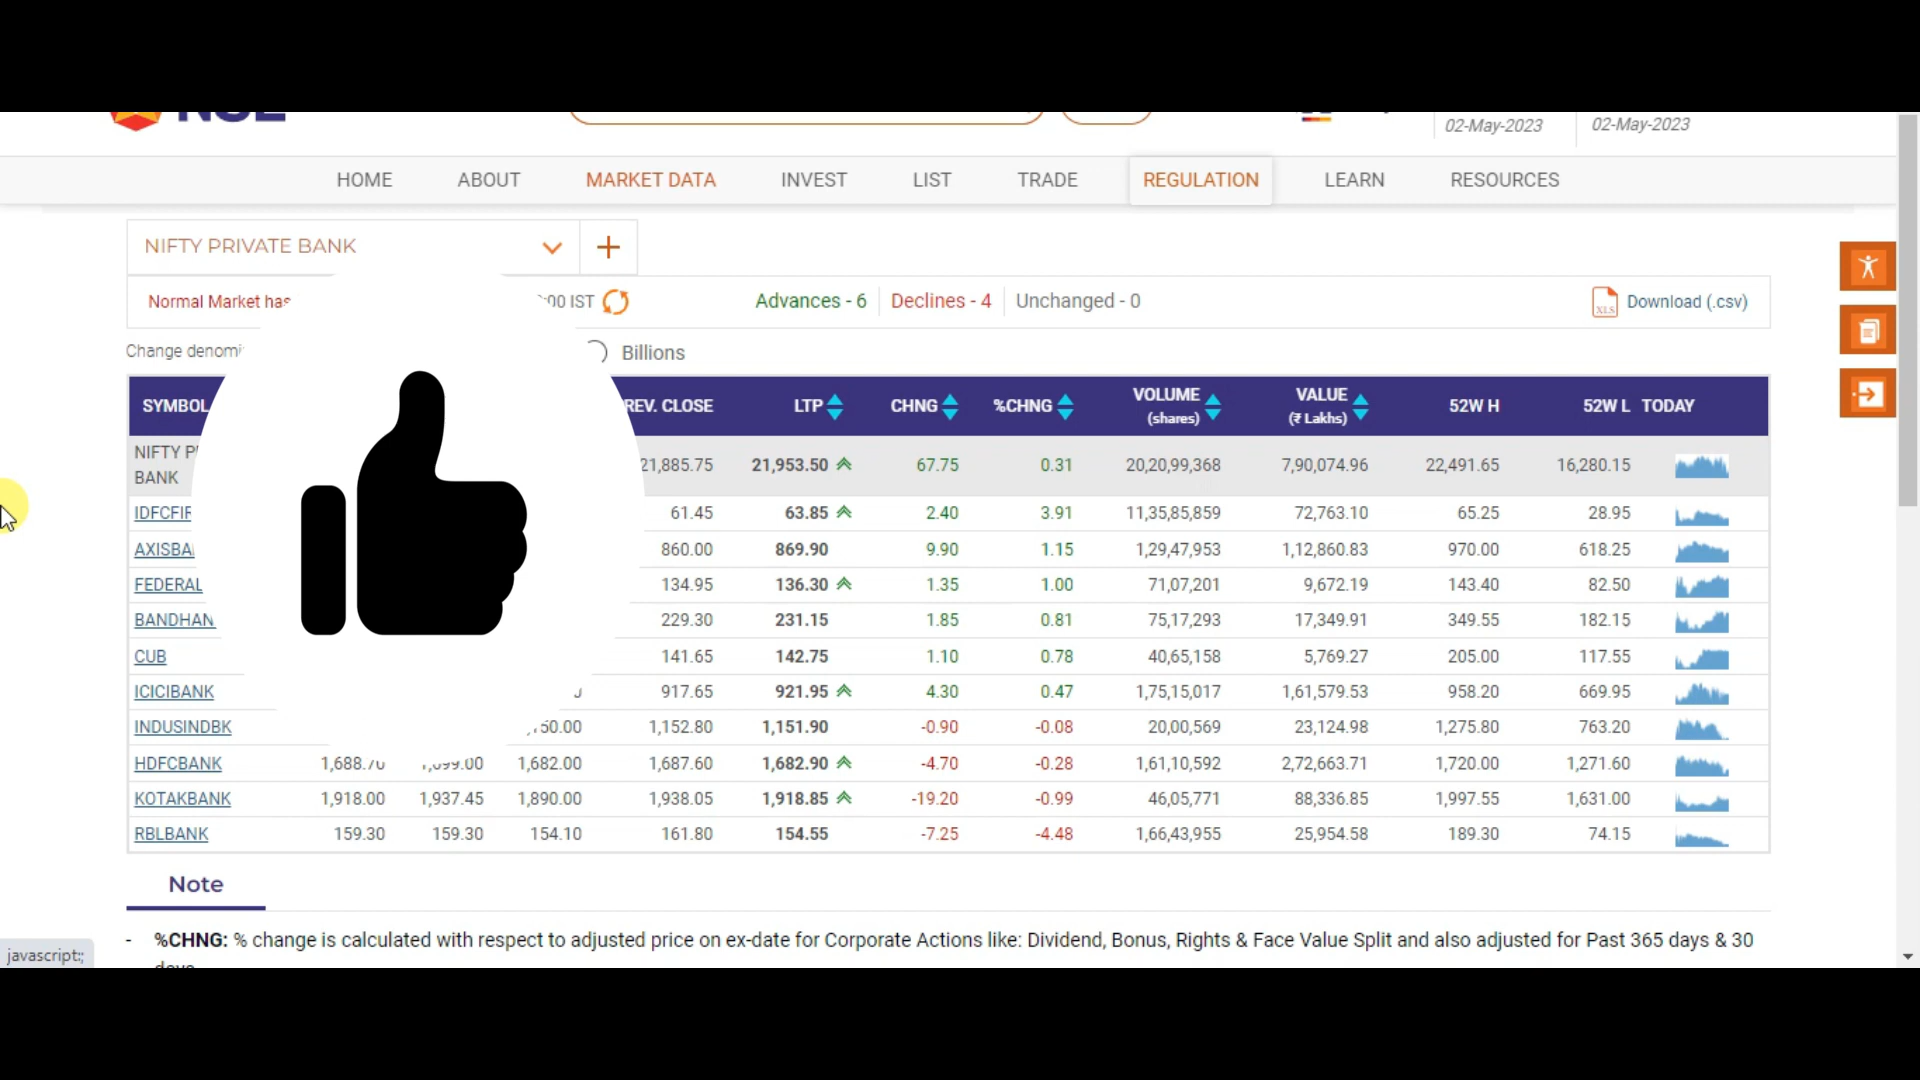 02-May-2023 02-May-2023
HOME ABOUT MARKET DATA INVEST LIST TRADE REGULATION LEARN RESOURCES
NIFTY PRIVATE BANK
Normal Market has :00 IST Advances - 6 Declines - 4 Unchanged - 0 XLS Download (.csv)
Change Billions
SYMBOL CLOSE LTP CHNG %CHNG VOLUME (shares) VALUE (₹ Lakhs) 52W H 52W L TODAY
NIFTY
BANK 21,885.75 21,953.50 67.75 0.31 20,20,99,368 7,90,074.96 22,491.65 16,280.15
61.45 63.85 2.40 3.91 11,35,85,859 72,763.10 65.25 28.95
860.00 869.90 9.90 1.15 1,29,47,953 1,12,860.83 970.00 618.25
FEDERAL 134.95 136.30 1.35 1.00 71,07,201 9,672.19 143.40 82.50
BANDHAN 229.30 231.15 1.85 0.81 75,17,293 17,349.91 349.55 182.15
CUB 141.65 142.75 1.10 0.78 40,65,158 5,769.27 205.00 117.55
ICICIBANK 917.65 921.95 4.30 0.47 1,75,15,017 1,61,579.53 958.20 669.95
INDUSINDBK 1,152.80 1,151.90 -0.90 -0.08 20,00,569 23,124.98 1,275.80 763.20
HDFCBANK 1,688.70 1,682.00 1,687.60 1,682.90 -4.70 -0.28 1,61,10,592 2,72,663.71 1,720.00 1,271.60
KOTAKBANK 1,918.00 1,937.45 1,890.00 1,938.05 1,918.85 -19.20 -0.99 46,05,771 88,336.85 1,997.55 1,631.00
RBLBANK 159.30 159.30 154.10 161.80 154.55 -7.25 -4.48 1,66,43,955 25,954.58 189.30 74.15
Note
- %CHNG: % change is calculated with respect to adjusted price on ex-date for Corporate Actions like: Dividend, Bonus, Rights & Face Value Split and also adjusted for Past 365 days & 30
javascript:;